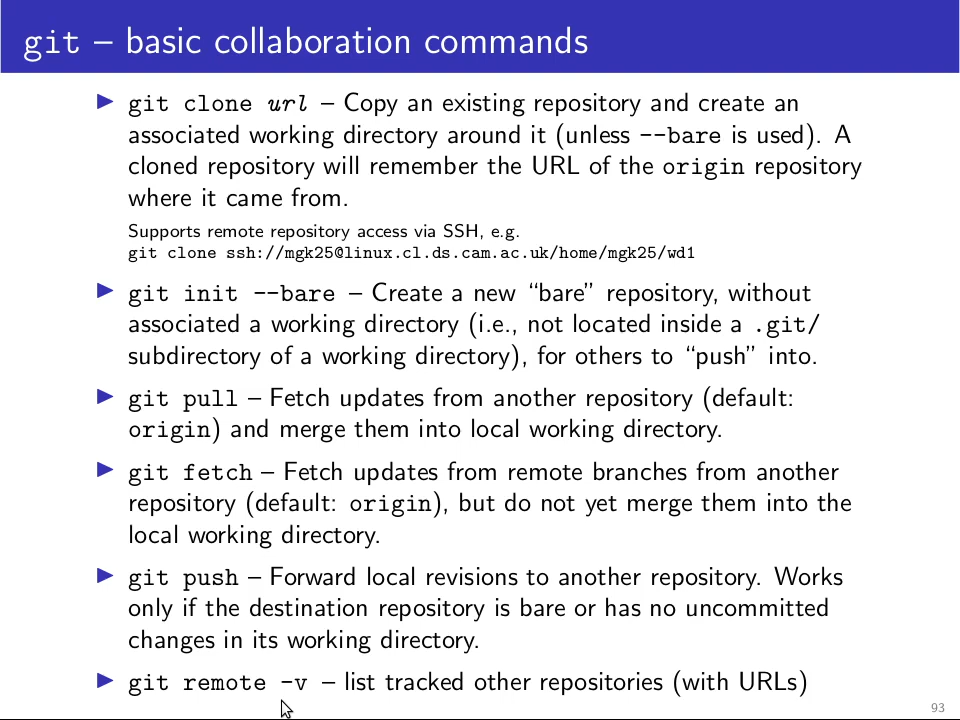 git – basic collaboration commands
▶ git clone url – Copy an existing repository and create an
associated working directory around it (unless --bare is used). A
cloned repository will remember the URL of the origin repository
where it came from.
Supports remote repository access via SSH, e.g.
git clone ssh://mgk25@linux.cl.ds.cam.ac.uk/home/mgk25/wd1
▶ git init --bare – Create a new “bare” repository, without
associated a working directory (i.e., not located inside a .git/
subdirectory of a working directory), for others to “push” into.
▶ git pull – Fetch updates from another repository (default:
origin) and merge them into local working directory.
▶ git fetch – Fetch updates from remote branches from another
repository (default: origin), but do not yet merge them into the
local working directory.
▶ git push – Forward local revisions to another repository. Works
only if the destination repository is bare or has no uncommitted
changes in its working directory.
▶ git remote -v – list tracked other repositories (with URLs)
93